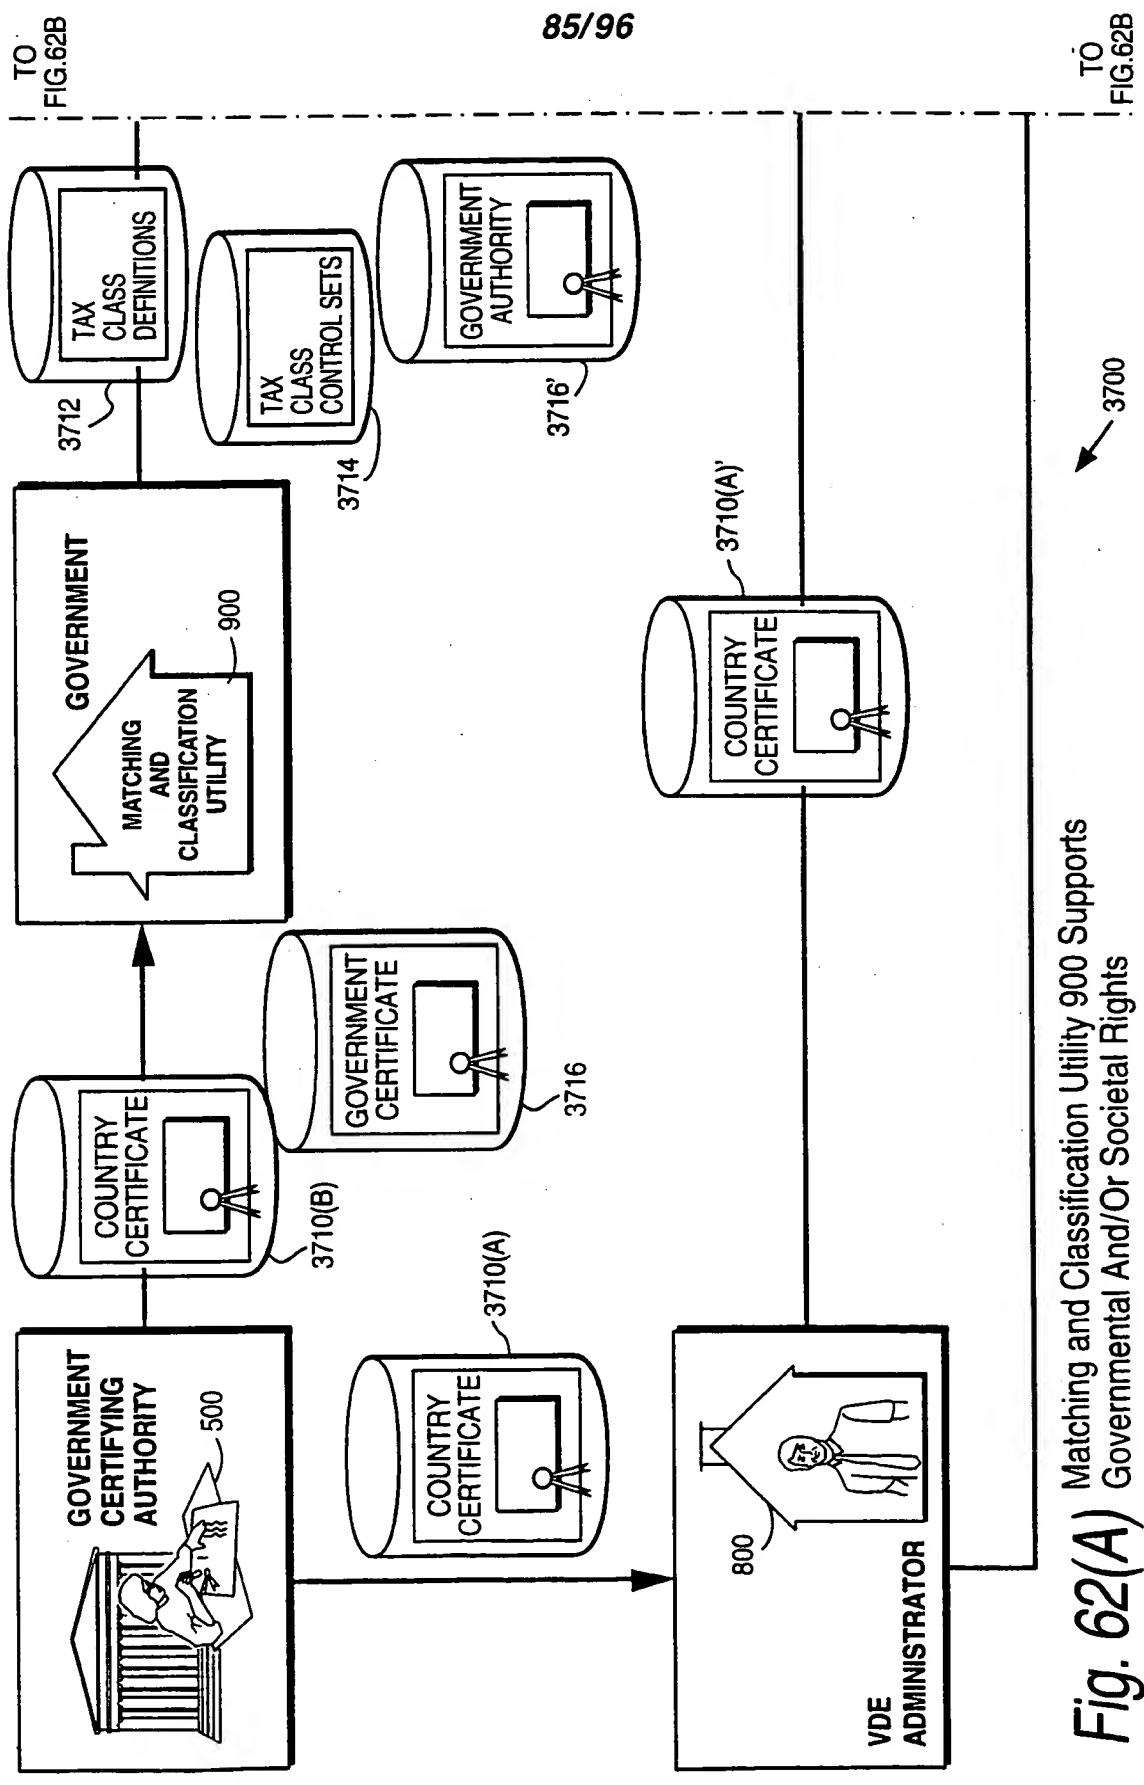 85/96
TO
FIG.62B
TO
FIG.62B
GOVERNMENT
CERTIFYING
AUTHORITY
500
COUNTRY
CERTIFICATE
3710(B)
GOVERNMENT
CERTIFICATE
3716
GOVERNMENT
MATCHING
AND
CLASSIFICATION
UTILITY
900
3712
TAX
CLASS
DEFINITIONS
3714
TAX
CLASS
CONTROL SETS
3716'
GOVERNMENT
AUTHORITY
COUNTRY
CERTIFICATE
3710(A)
VDE
ADMINISTRATOR
800
COUNTRY
CERTIFICATE
3710(A)'
3700
Fig. 62(A) Matching and Classification Utility 900 Supports
Governmental And/Or Societal Rights